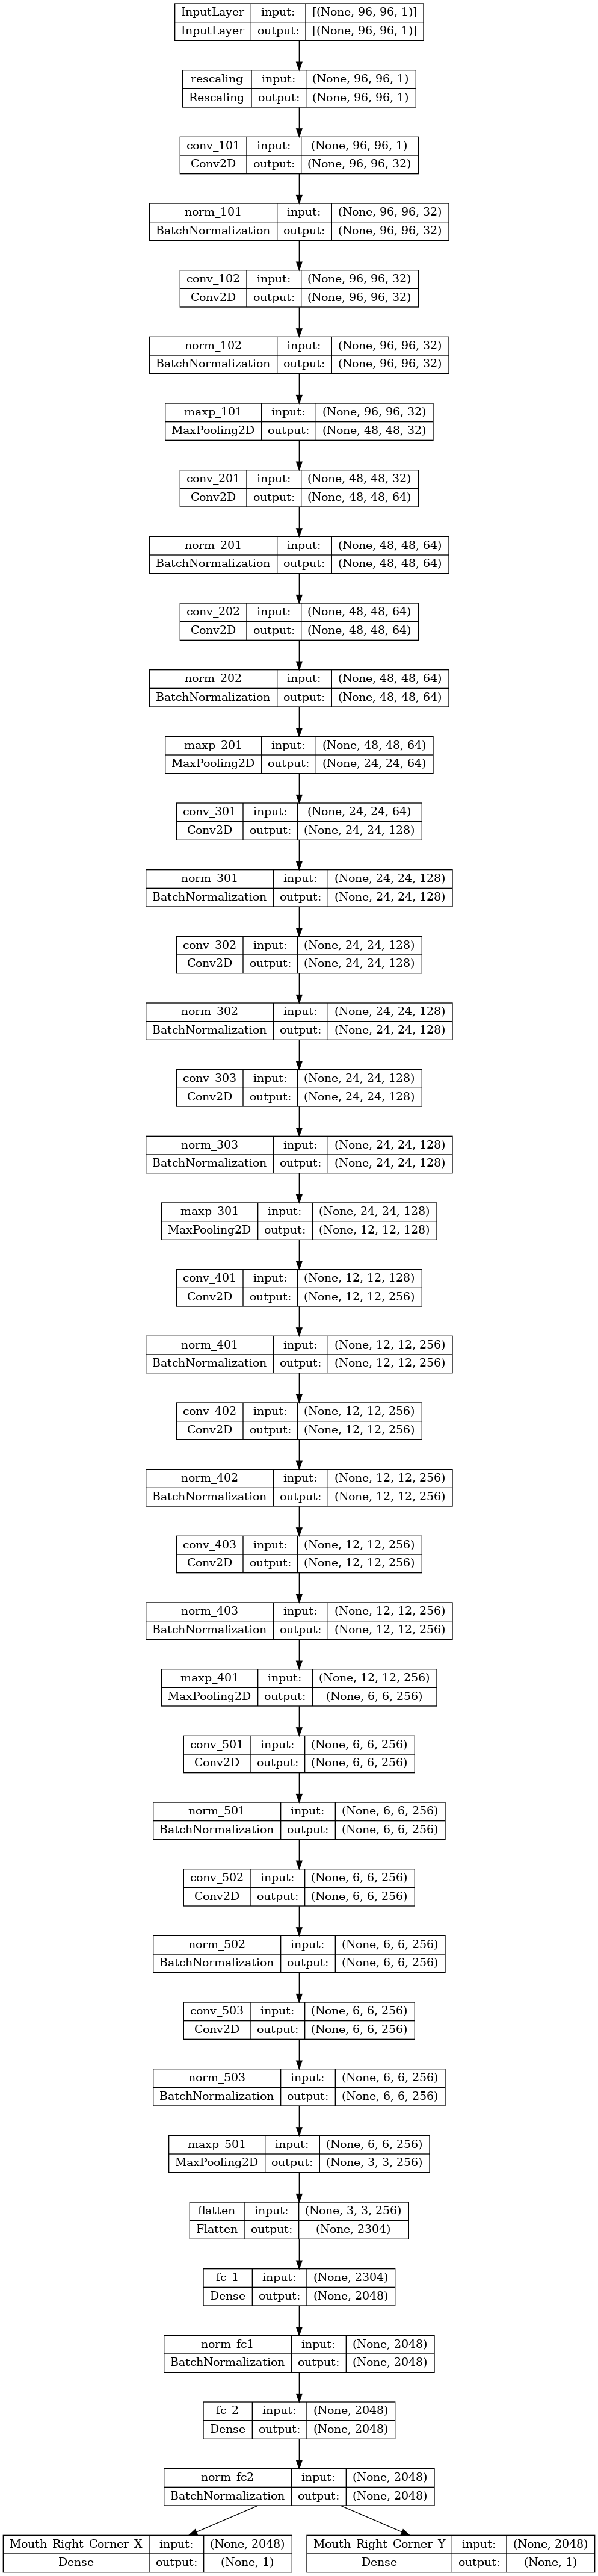 InputLayer input: [(None, 96, 96, 1)]
InputLayer output: [(None, 96, 96, 1)]
rescaling input: (None, 96, 96, 1)
Rescaling output: (None, 96, 96, 1)
conv_101 input: (None, 96, 96, 1)
Conv2D output: (None, 96, 96, 32)
norm_101 input: (None, 96, 96, 32)
BatchNormalization output: (None, 96, 96, 32)
conv_102 input: (None, 96, 96, 32)
Conv2D output: (None, 96, 96, 32)
norm_102 input: (None, 96, 96, 32)
BatchNormalization output: (None, 96, 96, 32)
maxp_101 input: (None, 96, 96, 32)
MaxPooling2D output: (None, 48, 48, 32)
conv_201 input: (None, 48, 48, 32)
Conv2D output: (None, 48, 48, 64)
norm_201 input: (None, 48, 48, 64)
BatchNormalization output: (None, 48, 48, 64)
conv_202 input: (None, 48, 48, 64)
Conv2D output: (None, 48, 48, 64)
norm_202 input: (None, 48, 48, 64)
BatchNormalization output: (None, 48, 48, 64)
maxp_201 input: (None, 48, 48, 64)
MaxPooling2D output: (None, 24, 24, 64)
conv_301 input: (None, 24, 24, 64)
Conv2D output: (None, 24, 24, 128)
norm_301 input: (None, 24, 24, 128)
BatchNormalization output: (None, 24, 24, 128)
conv_302 input: (None, 24, 24, 128)
Conv2D output: (None, 24, 24, 128)
norm_302 input: (None, 24, 24, 128)
BatchNormalization output: (None, 24, 24, 128)
conv_303 input: (None, 24, 24, 128)
Conv2D output: (None, 24, 24, 128)
norm_303 input: (None, 24, 24, 128)
BatchNormalization output: (None, 24, 24, 128)
maxp_301 input: (None, 24, 24, 128)
MaxPooling2D output: (None, 12, 12, 128)
conv_401 input: (None, 12, 12, 128)
Conv2D output: (None, 12, 12, 256)
norm_401 input: (None, 12, 12, 256)
BatchNormalization output: (None, 12, 12, 256)
conv_402 input: (None, 12, 12, 256)
Conv2D output: (None, 12, 12, 256)
norm_402 input: (None, 12, 12, 256)
BatchNormalization output: (None, 12, 12, 256)
conv_403 input: (None, 12, 12, 256)
Conv2D output: (None, 12, 12, 256)
norm_403 input: (None, 12, 12, 256)
BatchNormalization output: (None, 12, 12, 256)
maxp_401 input: (None, 12, 12, 256)
MaxPooling2D output: (None, 6, 6, 256)
conv_501 input: (None, 6, 6, 256)
Conv2D output: (None, 6, 6, 256)
norm_501 input: (None, 6, 6, 256)
BatchNormalization output: (None, 6, 6, 256)
conv_502 input: (None, 6, 6, 256)
Conv2D output: (None, 6, 6, 256)
norm_502 input: (None, 6, 6, 256)
BatchNormalization output: (None, 6, 6, 256)
conv_503 input: (None, 6, 6, 256)
Conv2D output: (None, 6, 6, 256)
norm_503 input: (None, 6, 6, 256)
BatchNormalization output: (None, 6, 6, 256)
maxp_501 input: (None, 6, 6, 256)
MaxPooling2D output: (None, 3, 3, 256)
flatten input: (None, 3, 3, 256)
Flatten output: (None, 2304)
fc_1 input: (None, 2304)
Dense output: (None, 2048)
norm_fc1 input: (None, 2048)
BatchNormalization output: (None, 2048)
fc_2 input: (None, 2048)
Dense output: (None, 2048)
norm_fc2 input: (None, 2048)
BatchNormalization output: (None, 2048)
Mouth_Right_Corner_X input: (None, 2048)
Dense output: (None, 1)
Mouth_Right_Corner_Y input: (None, 2048)
Dense output: (None, 1)